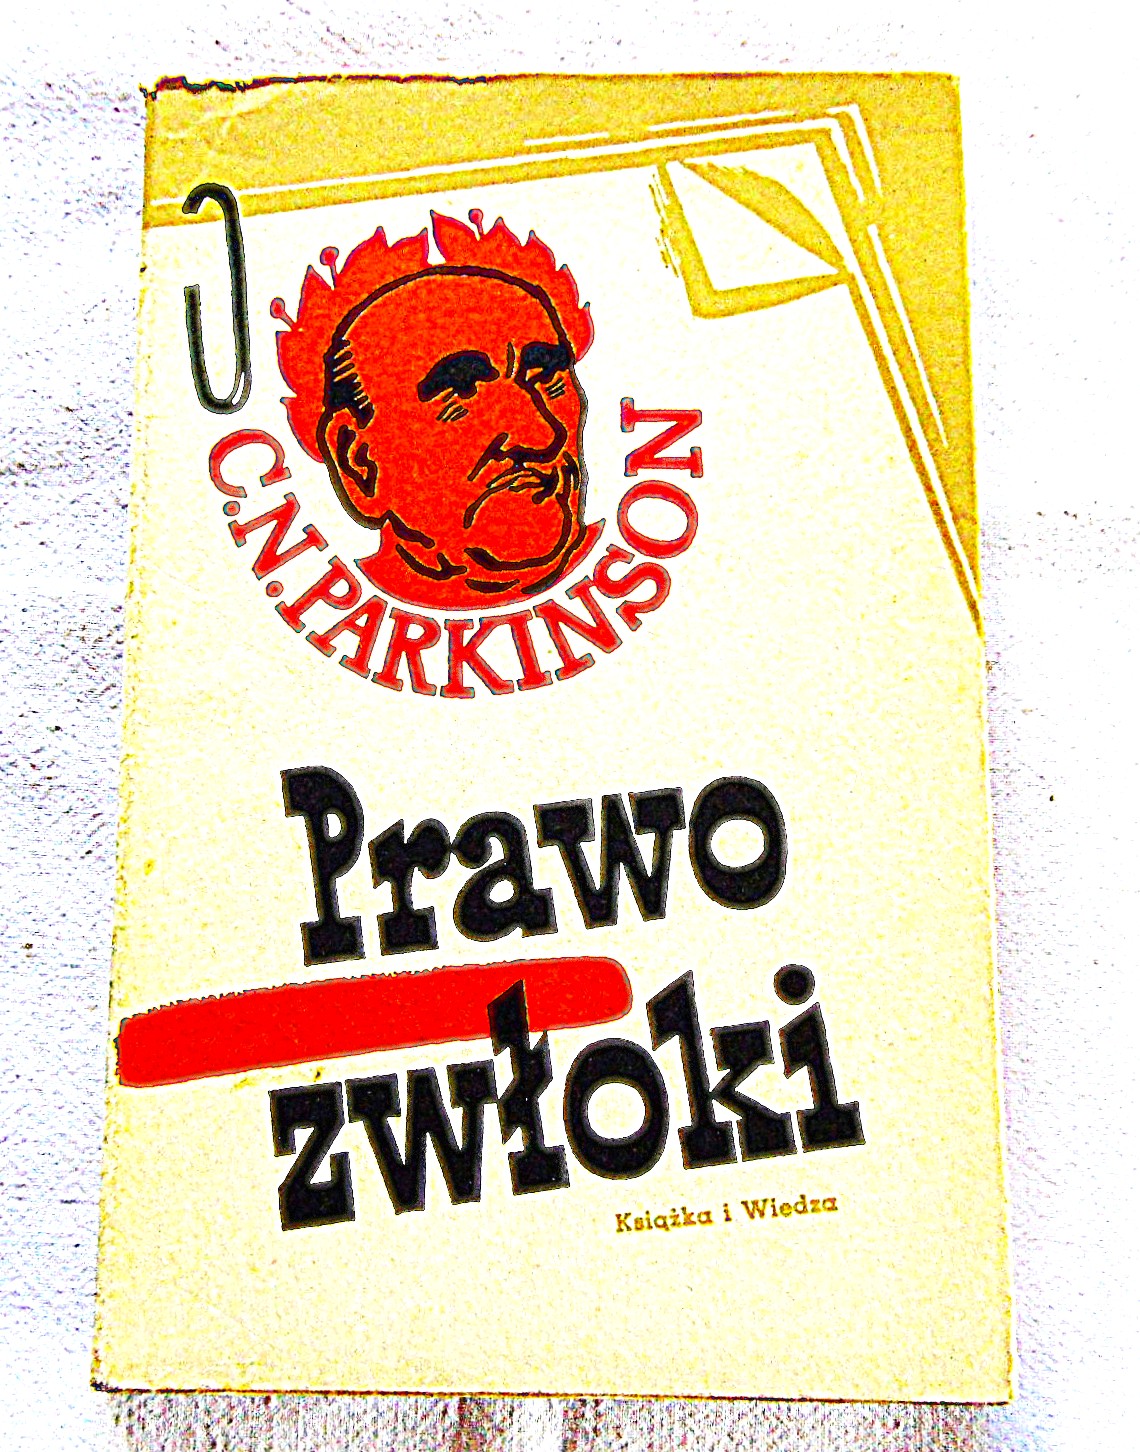 C.N.PARKINSON
Prawo
zwłoki
Książka i Wiedza